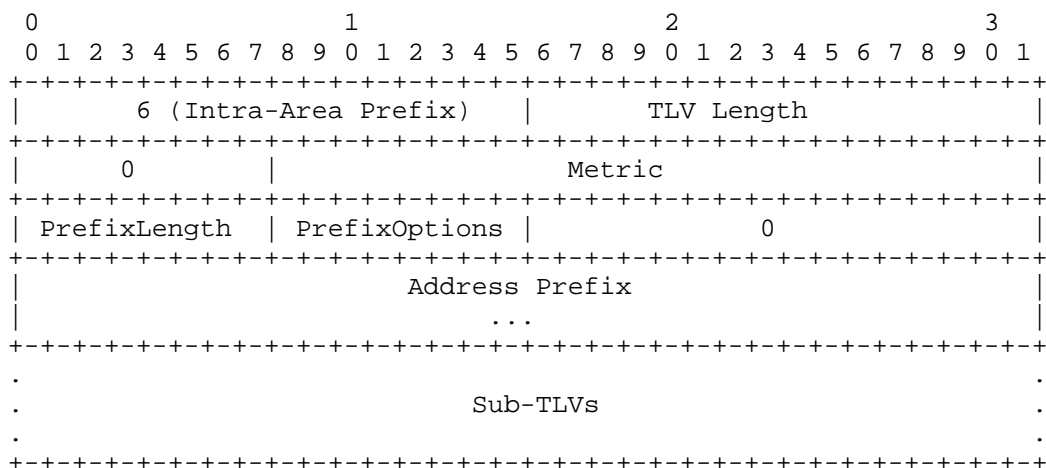 0                   1                   2                   3
 0 1 2 3 4 5 6 7 8 9 0 1 2 3 4 5 6 7 8 9 0 1 2 3 4 5 6 7 8 9 0 1
+-+-+-+-+-+-+-+-+-+-+-+-+-+-+-+-+-+-+-+-+-+-+-+-+-+-+-+-+-+-+-+-+
|       6 (Intra-Area Prefix)   |       TLV Length              |
+-+-+-+-+-+-+-+-+-+-+-+-+-+-+-+-+-+-+-+-+-+-+-+-+-+-+-+-+-+-+-+-+
|      0        |                  Metric                       |
+-+-+-+-+-+-+-+-+-+-+-+-+-+-+-+-+-+-+-+-+-+-+-+-+-+-+-+-+-+-+-+-+
| PrefixLength  | PrefixOptions |              0                |
+-+-+-+-+-+-+-+-+-+-+-+-+-+-+-+-+-+-+-+-+-+-+-+-+-+-+-+-+-+-+-+-+
|                        Address Prefix                         |
|                             ...                               |
+-+-+-+-+-+-+-+-+-+-+-+-+-+-+-+-+-+-+-+-+-+-+-+-+-+-+-+-+-+-+-+-+
.                                                               .
.                            Sub-TLVs                           .
.                                                               .
+-+-+-+-+-+-+-+-+-+-+-+-+-+-+-+-+-+-+-+-+-+-+-+-+-+-+-+-+-+-+-+-+